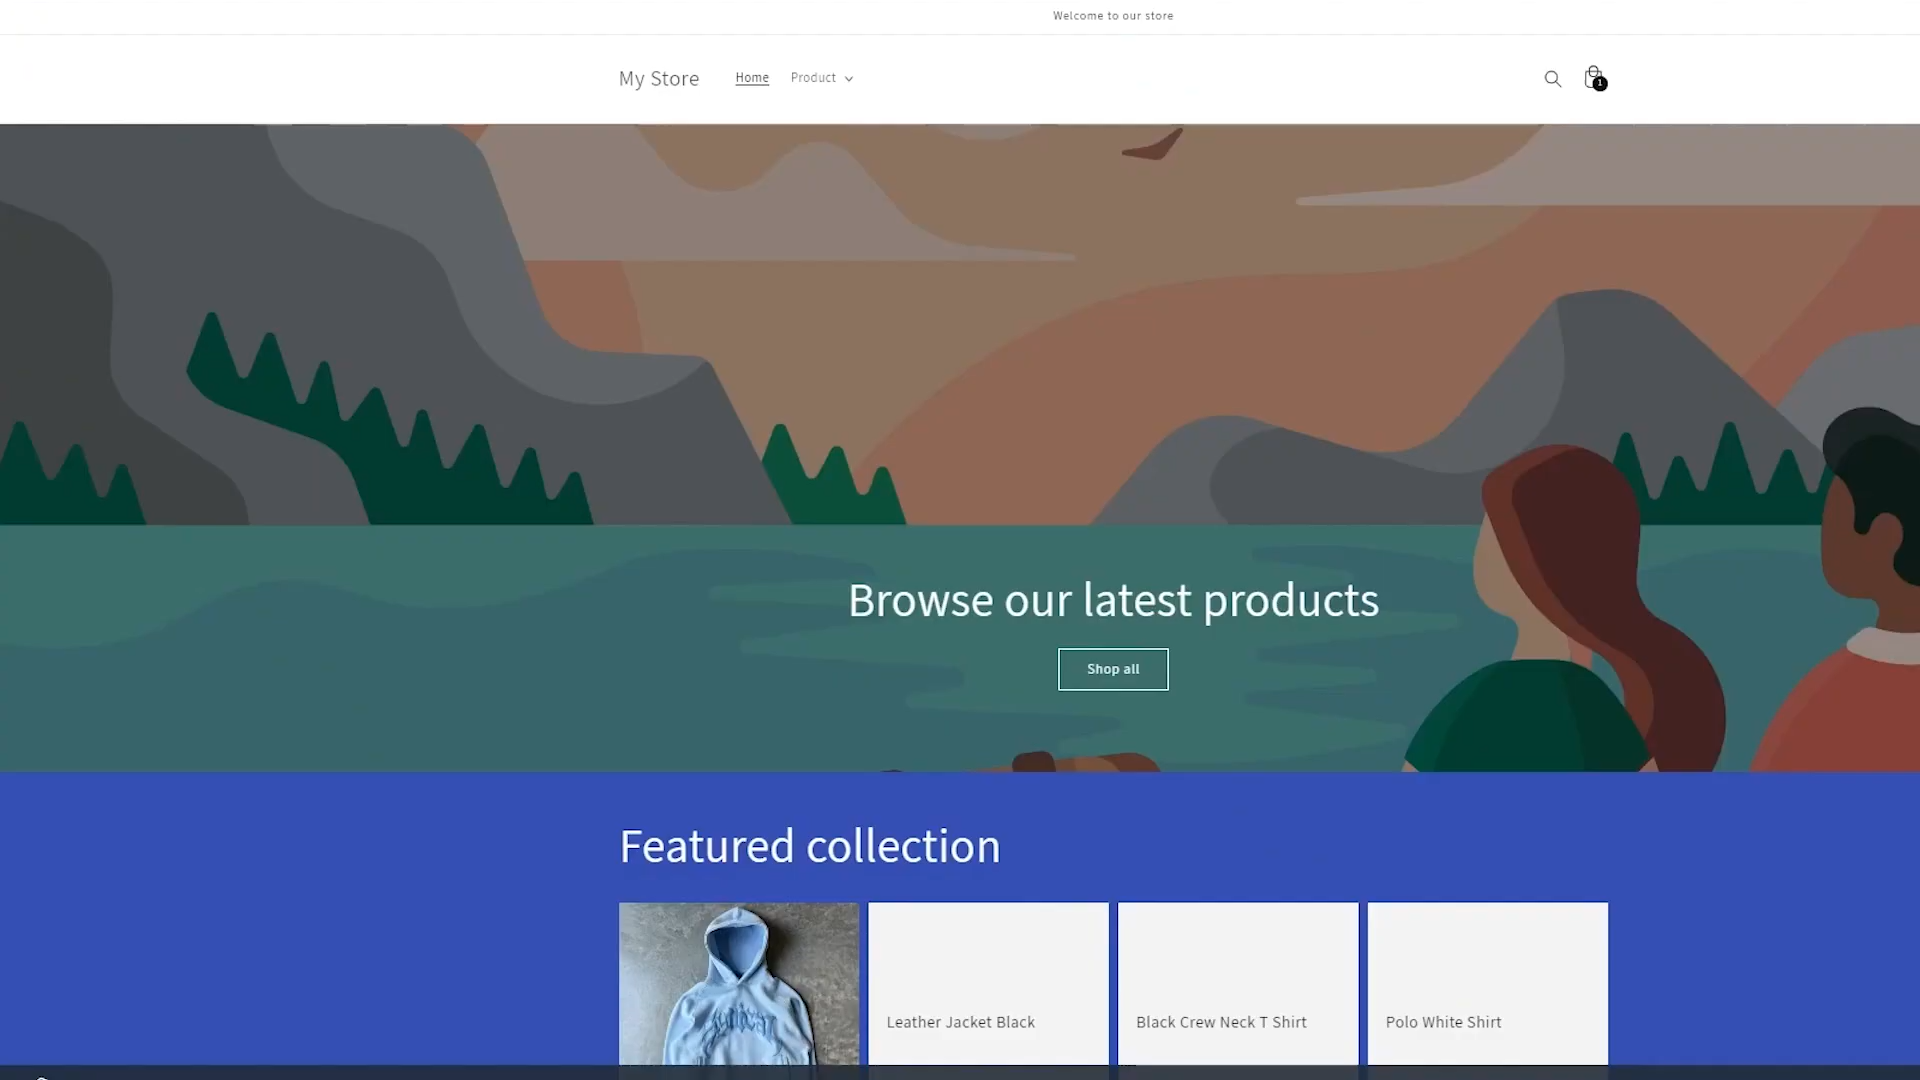 Welcome to our store
My Store Home Product
1
Browse our latest products
Shop all
Featured collection
Leather Jacket Black
Black Crew Neck T Shirt
Polo White Shirt